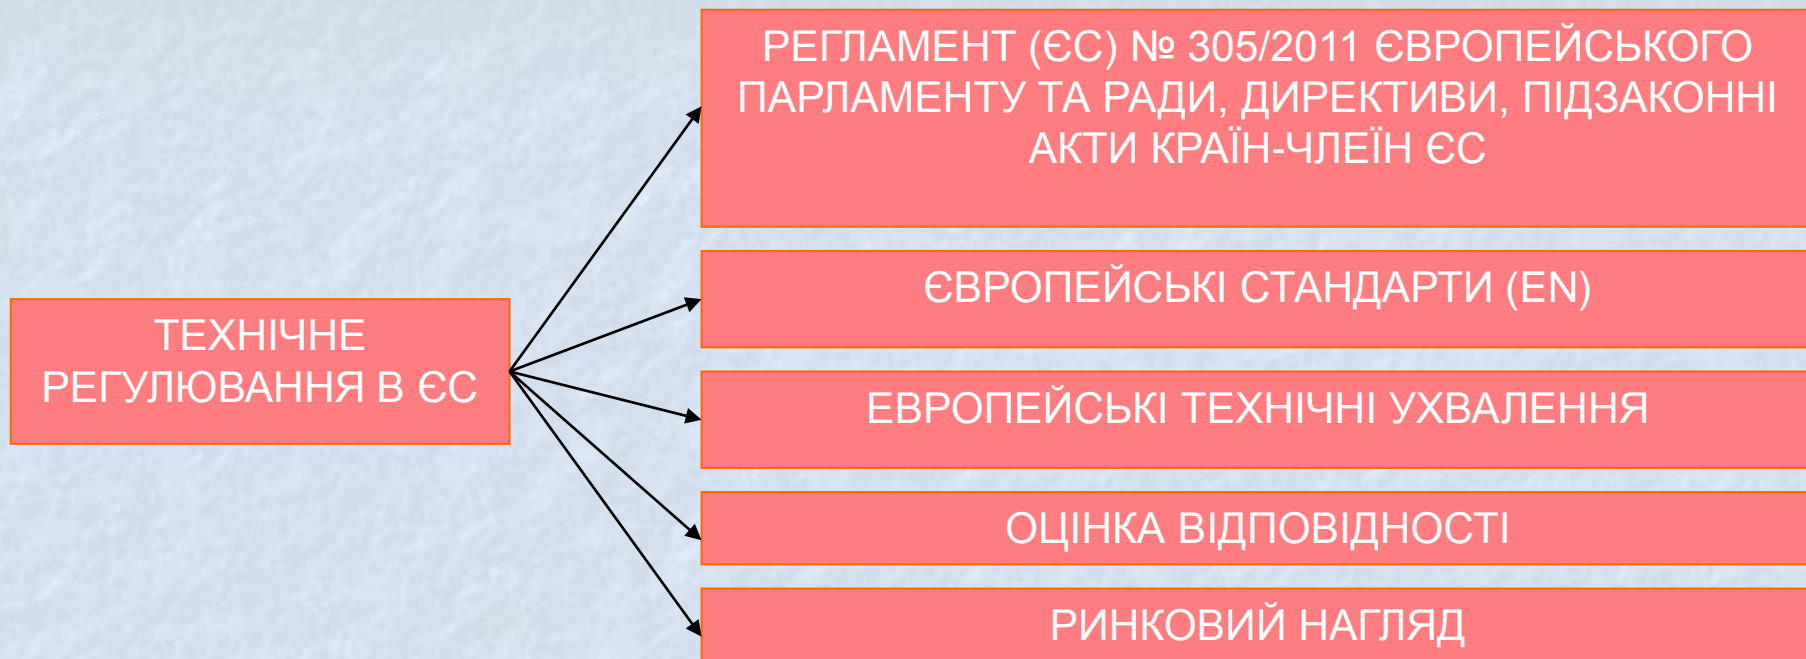 ТЕХНІЧНЕ
РЕГУЛЮВАННЯ В ЄС
РЕГЛАМЕНТ (ЄС) № 305/2011 ЄВРОПЕЙСЬКОГО
ПАРЛАМЕНТУ ТА РАДИ, ДИРЕКТИВИ, ПІДЗАКОННІ
АКТИ КРАЇН-ЧЛЕЇН ЄС
ЄВРОПЕЙСЬКІ СТАНДАРТИ (EN)
ЕВРОПЕЙСЬКІ ТЕХНІЧНІ УХВАЛЕННЯ
ОЦІНКА ВІДПОВІДНОСТІ
РИНКОВИЙ НАГЛЯД